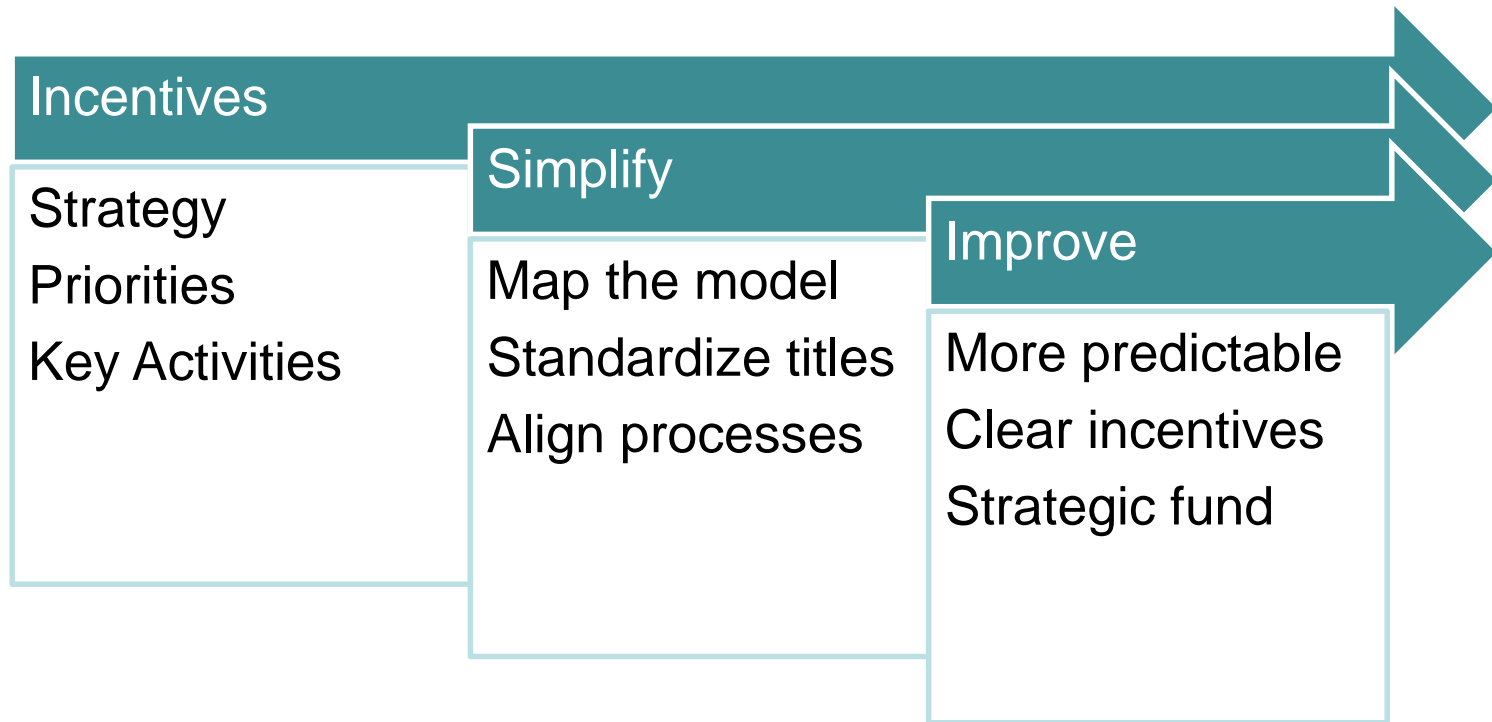 Incentives
Strategy
Priorities
Key Activities
Simplify
Map the model
Standardize titles
Align processes
Improve
More predictable
Clear incentives
Strategic fund